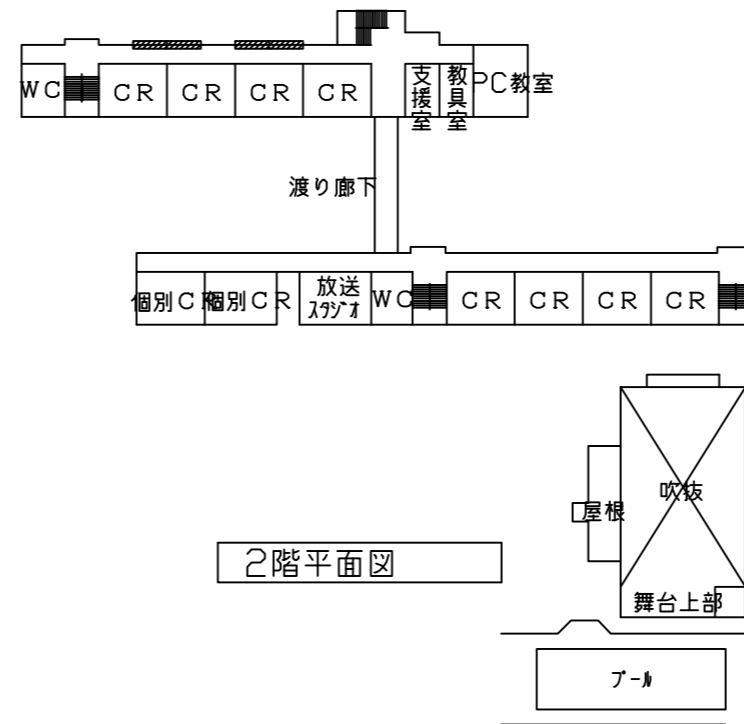 WC
CR
CR
CR
CR
支援室
教具室
PC教室
渡り廊下
個別CR
個別CR
放送
スタジオ
WC
CR
CR
CR
CR
吹抜
屋根
2階平面図
舞台上部
プール